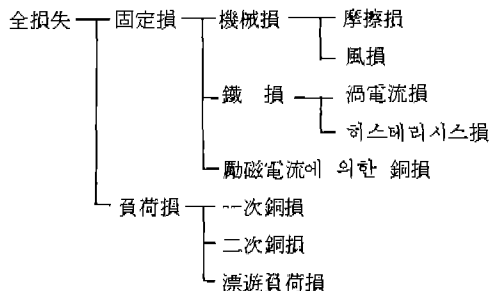 全損失 固定損 機械損 摩擦損
風損
鐵 損 渦電流損
히스테리시스損
勵磁電流에 의한 銅損
負荷損 一次銅損
二次銅損
漂遊負荷損